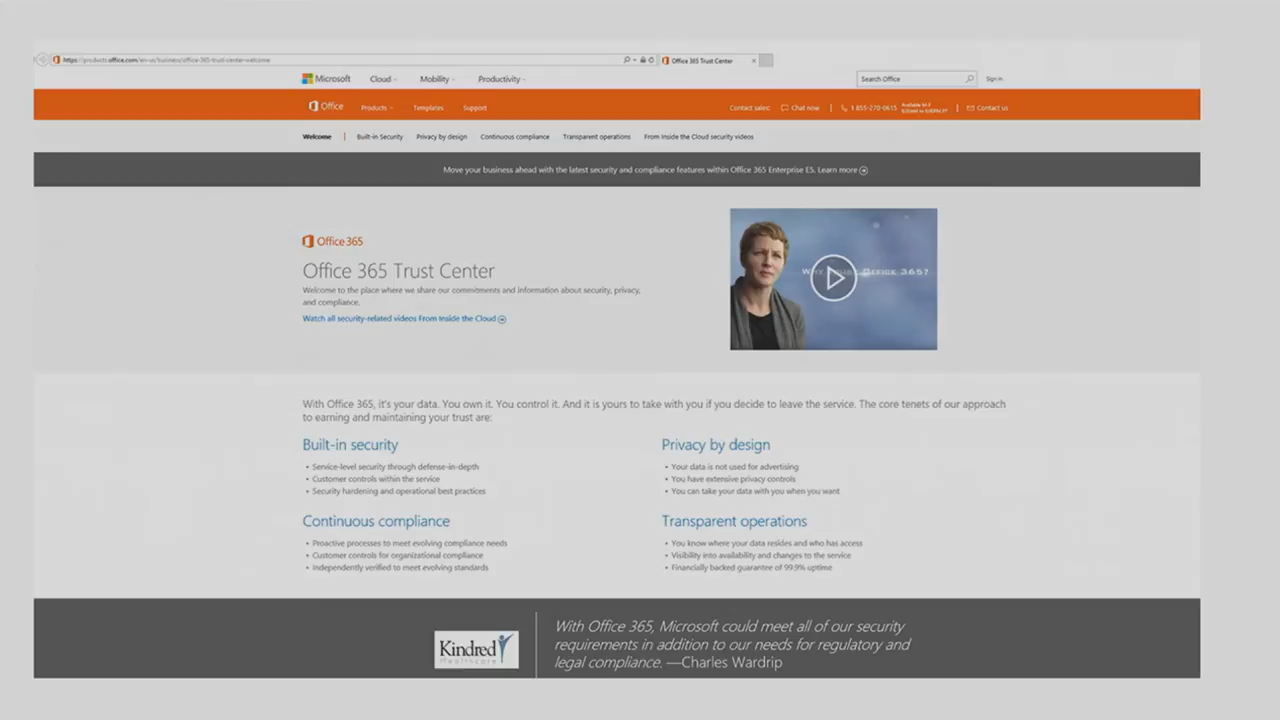 https://products.office.com/en-us/business/office-365-trust-center-welcome
Office 365 Trust Center
Microsoft Cloud Mobility Productivity Search Office Sign in
Office Products Templates Support Contact sales: Chat now 1 855-270-0615 Available M-F Contact us
6:00AM to 6:00PM PT
Welcome Built-in Security Privacy by design Continuous compliance Transparent operations From Inside the Cloud security videos
Move your business ahead with the latest security and compliance features within Office 365 Enterprise E5. Learn more
Office 365
Office 365 Trust Center
Welcome to the place where we share our commitments and information about security, privacy,
and compliance.
Watch all security-related videos From Inside the Cloud
Office 365?
With Office 365, it's your data. You own it. You control it. And it is yours to take with you if you decide to leave the service. The core tenets of our approach
to earning and maintaining your trust are:
Built-in security
• Service-level security through defense-in-depth
• Customer controls within the service
• Security hardening and operational best practices
Privacy by design
• Your data is not used for advertising
• You have extensive privacy controls
• You can take your data with you when you want
Continuous compliance
• Proactive processes to meet evolving compliance needs
• Customer controls for organizational compliance
• Independently verified to meet evolving standards
Transparent operations
• You know where your data resides and who has access
• Visibility into availability and changes to the service
• Financially backed guarantee of 99.9% uptime
Kindred
Healthcare
With Office 365, Microsoft could meet all of our security
requirements in addition to our needs for regulatory and
legal compliance. —Charles Wardrip